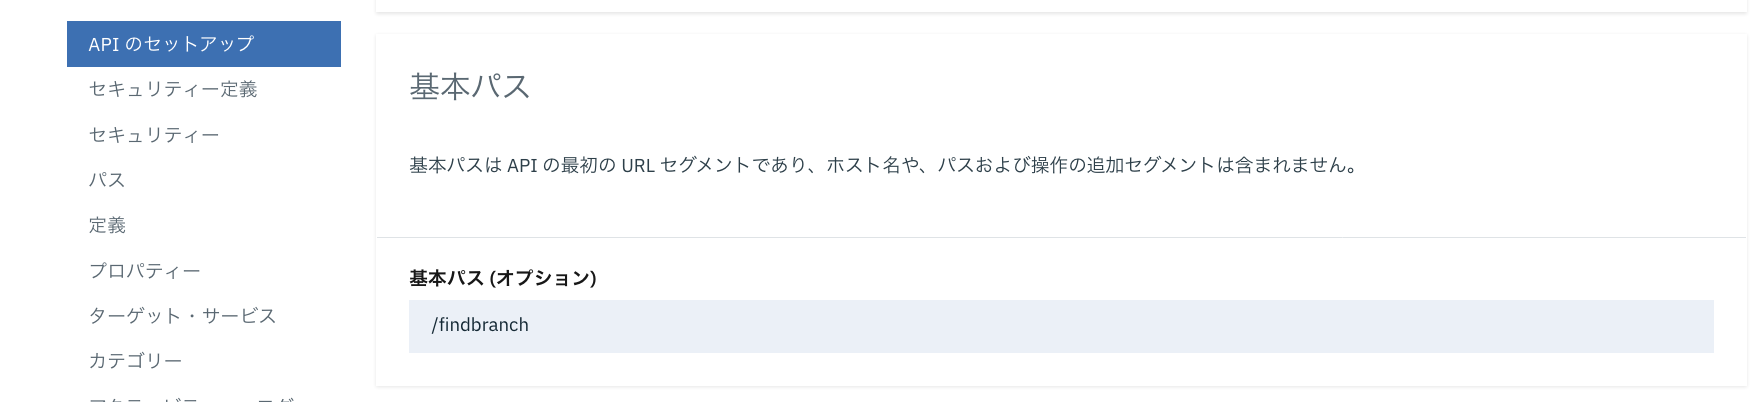 API のセットアップ
セキュリティー定義
セキュリティー
パス
定義
プロパティー
ターゲット・サービス
カテゴリー
基本パス
基本パスは API の最初の URL セグメントであり、ホスト名や、パスおよび操作の追加セグメントは含まれません。
基本パス (オプション)
/findbranch